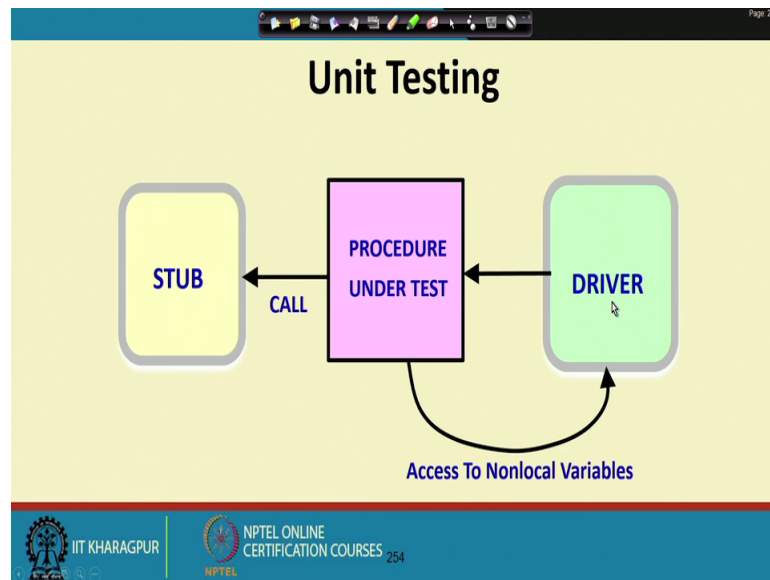 Page: 2
Unit Testing
STUB
CALL
PROCEDURE
UNDER TEST
DRIVER
Access To Nonlocal Variables
IIT KHARAGPUR
NPTEL
NPTEL ONLINE
CERTIFICATION COURSES
254